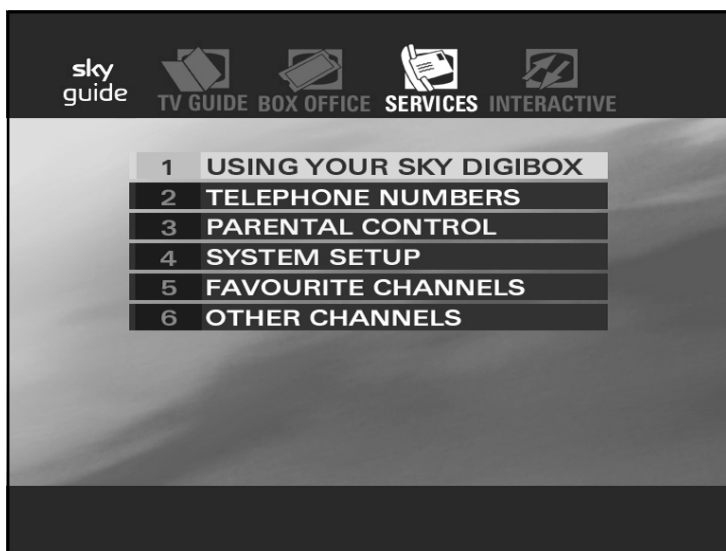 sky
guide
TV GUIDE BOX OFFICE SERVICES INTERACTIVE
1 USING YOUR SKY DIGIBOX
2 TELEPHONE NUMBERS
3 PARENTAL CONTROL
4 SYSTEM SETUP
5 FAVOURITE CHANNELS
6 OTHER CHANNELS